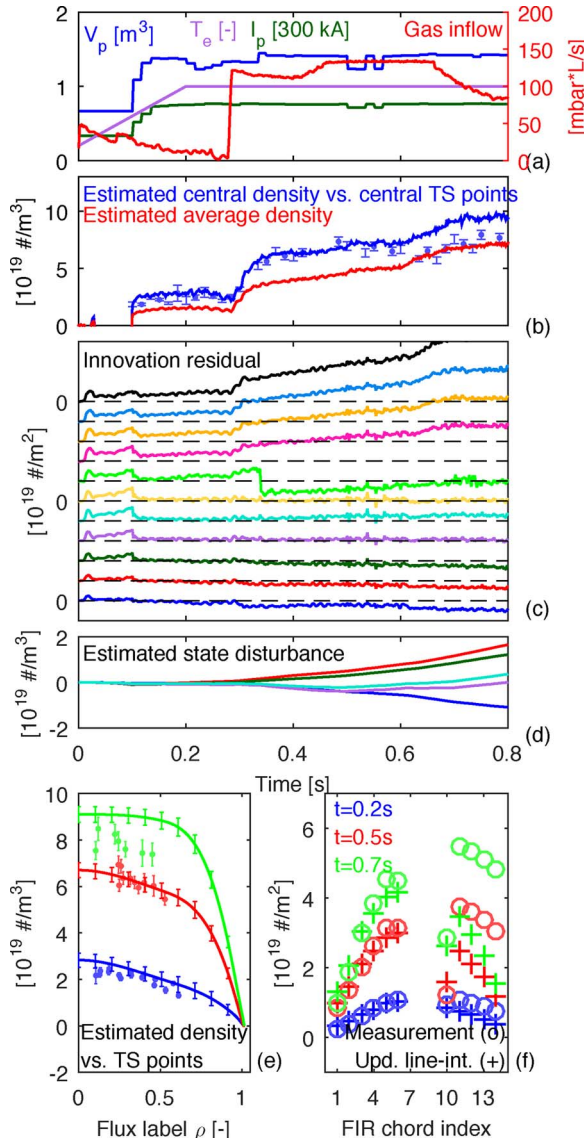 V_p [m^3] T_e [-] I_p [300 kA] Gas inflow
2
1
0
200
150
100
50
0
[mbar*L/s]
(a)
Estimated central density vs. central TS points
Estimated average density
[10^19 #/m^3]
10
5
0
(b)
Innovation residual
[10^19 #/m^2]
0
0
0
(c)
Estimated state disturbance
[10^19 #/m^3]
2
0
-2
(d)
0 0.2 0.4 0.6 0.8
Time [s]
[10^19 #/m^3]
10
8
6
4
2
0
-2
Estimated density
vs. TS points
(e)
0 0.5 1
Flux label ρ [-]
t=0.2s
t=0.5s
t=0.7s
[10^19 #/m^2]
6
4
2
0
Measurement (o)
Upd. line-int. (+)
(f)
1 4 7 10 13
FIR chord index